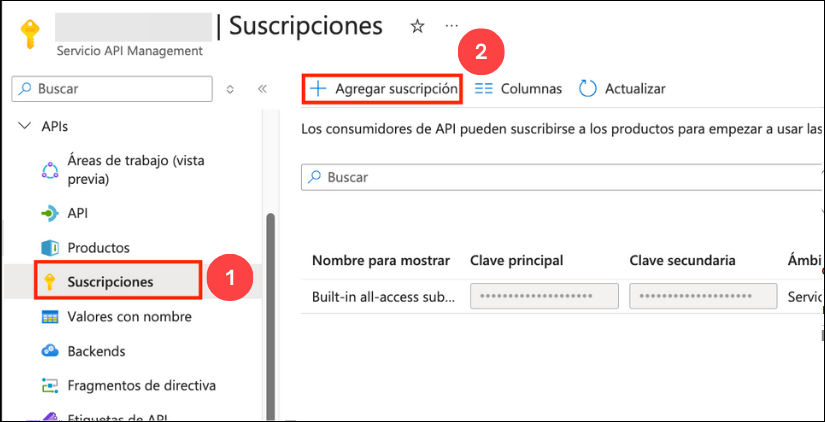 | Suscripciones
Servicio API Management
2
Buscar
Agregar suscripción
Columnas
Actualizar
APIs
Los consumidores de API pueden suscribirse a los productos para empezar a usar las
Áreas de trabajo (vista
previa)
Buscar
API
Productos
Suscripciones
1
Nombre para mostrar
Clave principal
Clave secundaria
Ámbi
Built-in all-access sub...
Servic
Valores con nombre
Backends
Fragmentos de directiva
Etiquetas de API